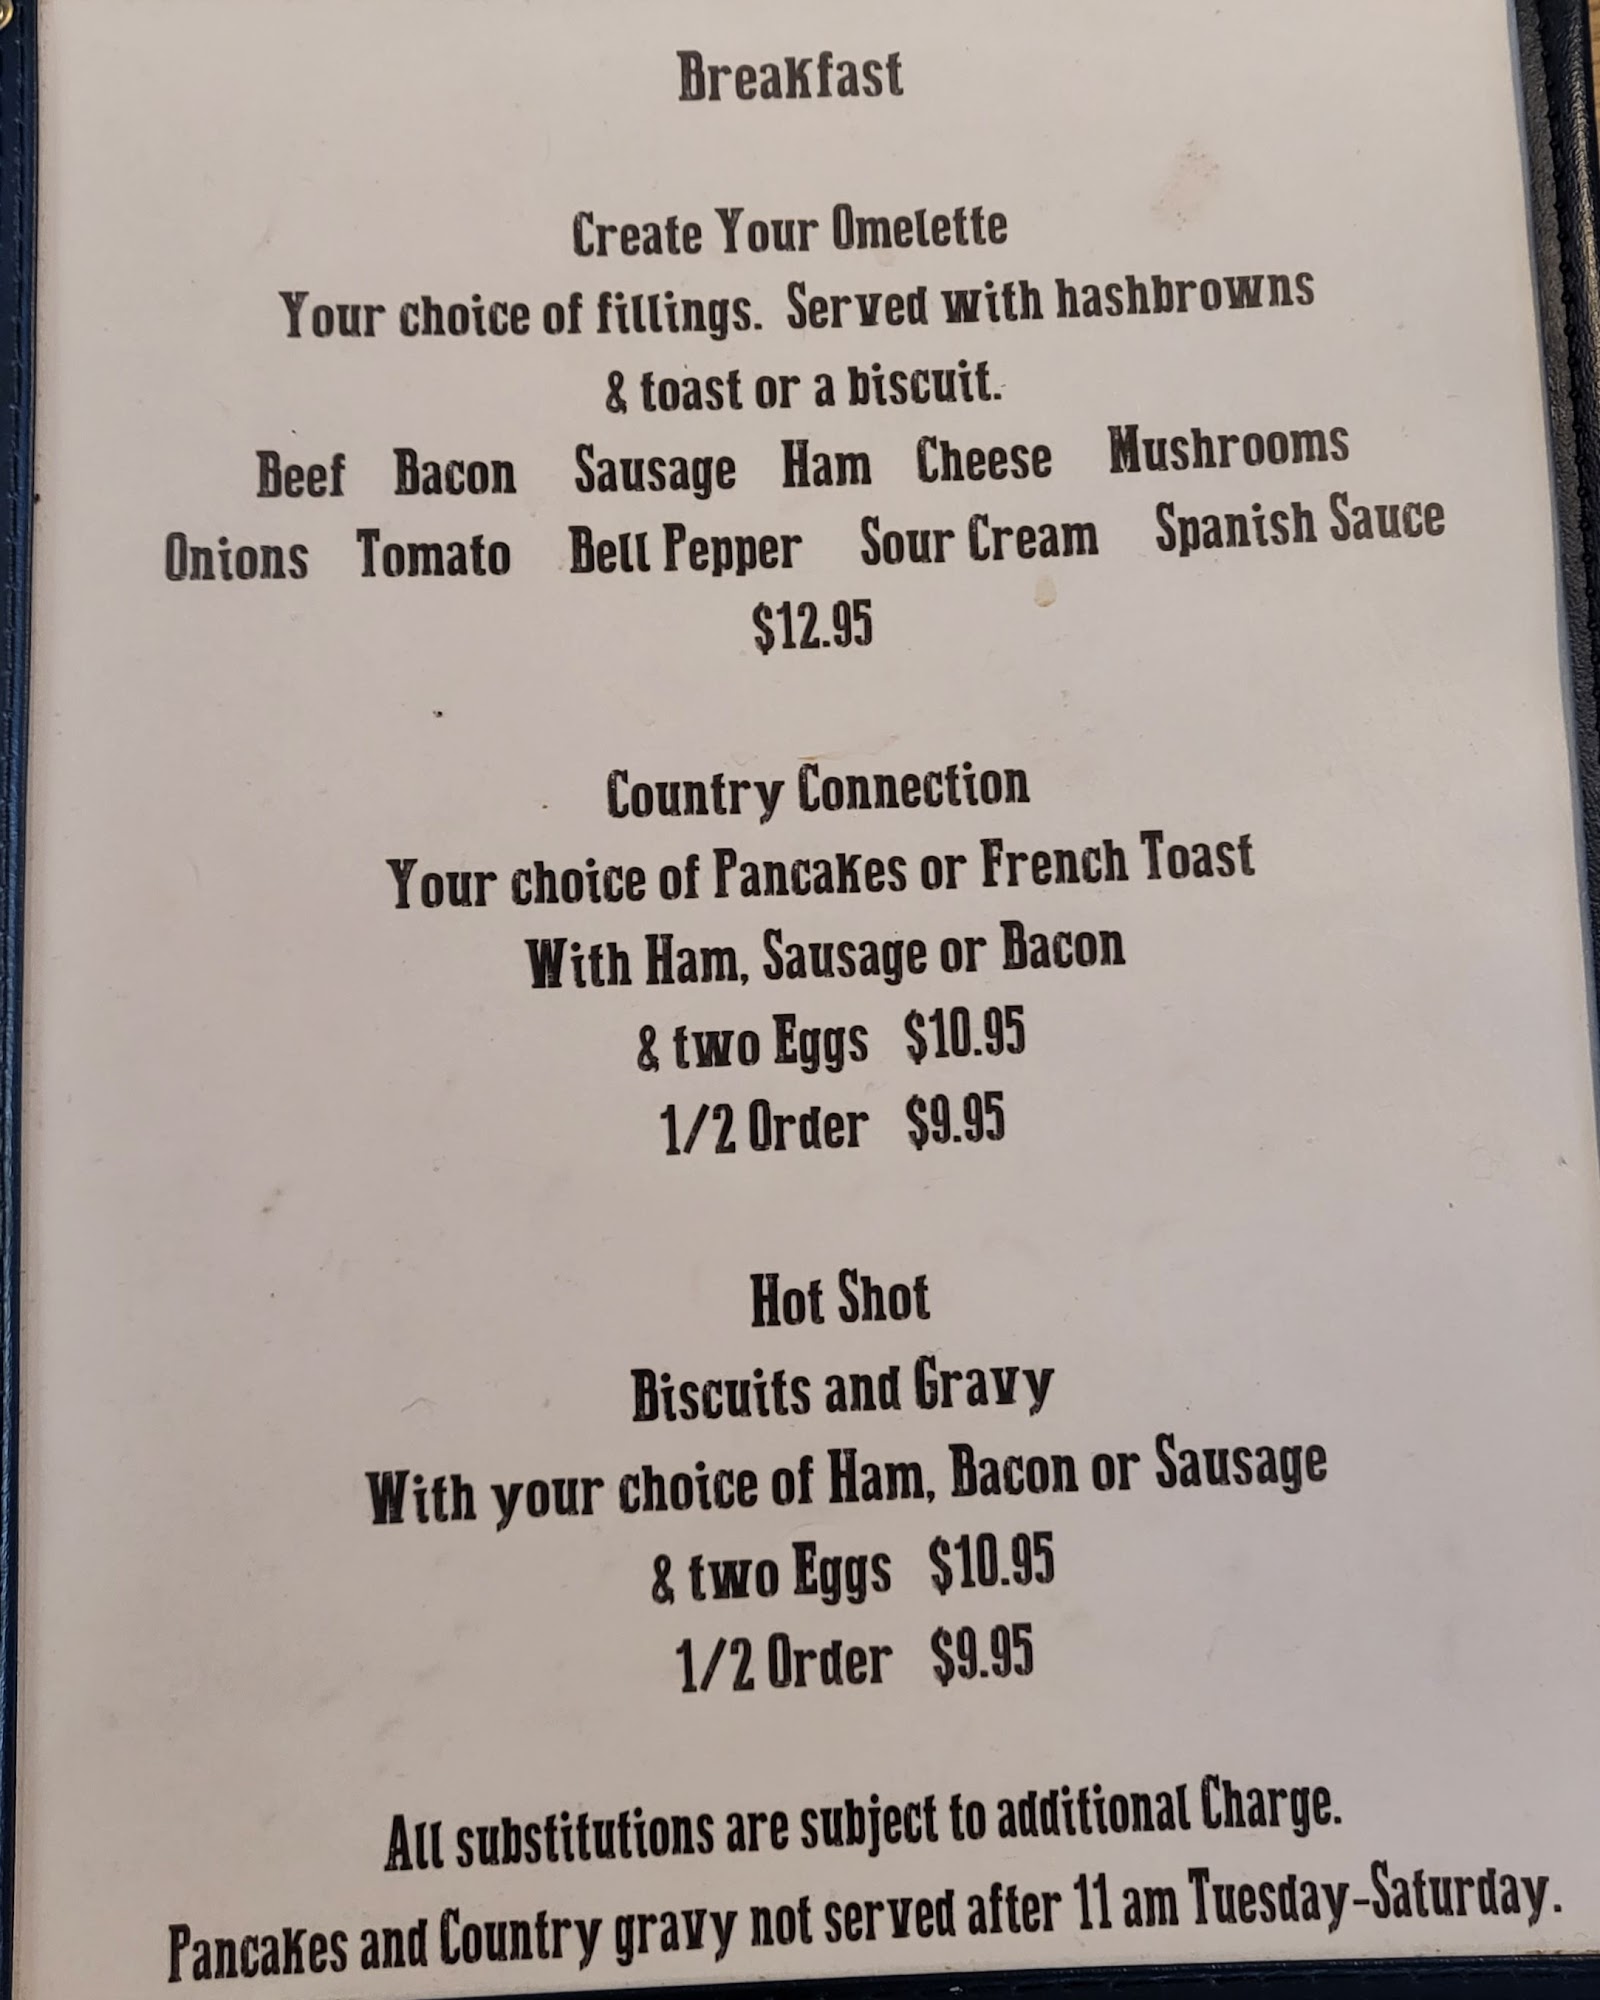 Breakfast
Create Your Omelette
Your choice of fillings. Served with hashbrowns
& toast or a biscuit.
Beef Bacon Sausage Ham Cheese Mushrooms
Onions Tomato Bell Pepper Sour Cream Spanish Sauce
$12.95
Country Connection
Your choice of Pancakes or French Toast
With Ham, Sausage or Bacon
& two Eggs $10.95
1/2 Order $9.95
Hot Shot
Biscuits and Gravy
With your choice of Ham, Bacon or Sausage
& two Eggs $10.95
1/2 Order $9.95
All substitutions are subject to additional Charge.
Pancakes and Country gravy not served after 11 am Tuesday-Saturday.